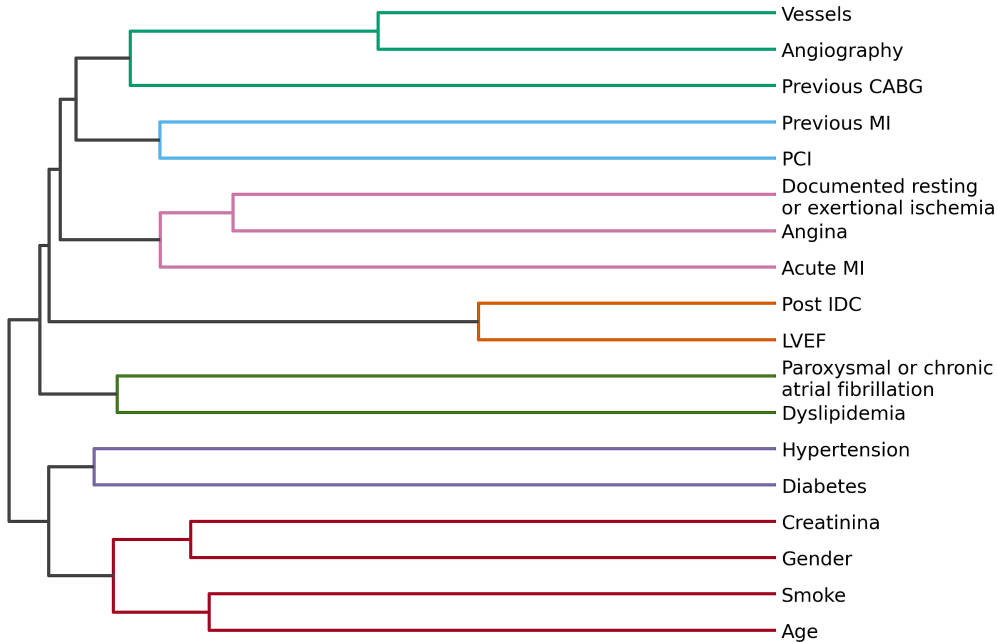 Vessels
Angiography
Previous CABG
Previous MI
PCI
Documented resting
or exertional ischemia
Angina
Acute MI
Post IDC
LVEF
Paroxysmal or chronic
atrial fibrillation
Dyslipidemia
Hypertension
Diabetes
Creatinina
Gender
Smoke
Age